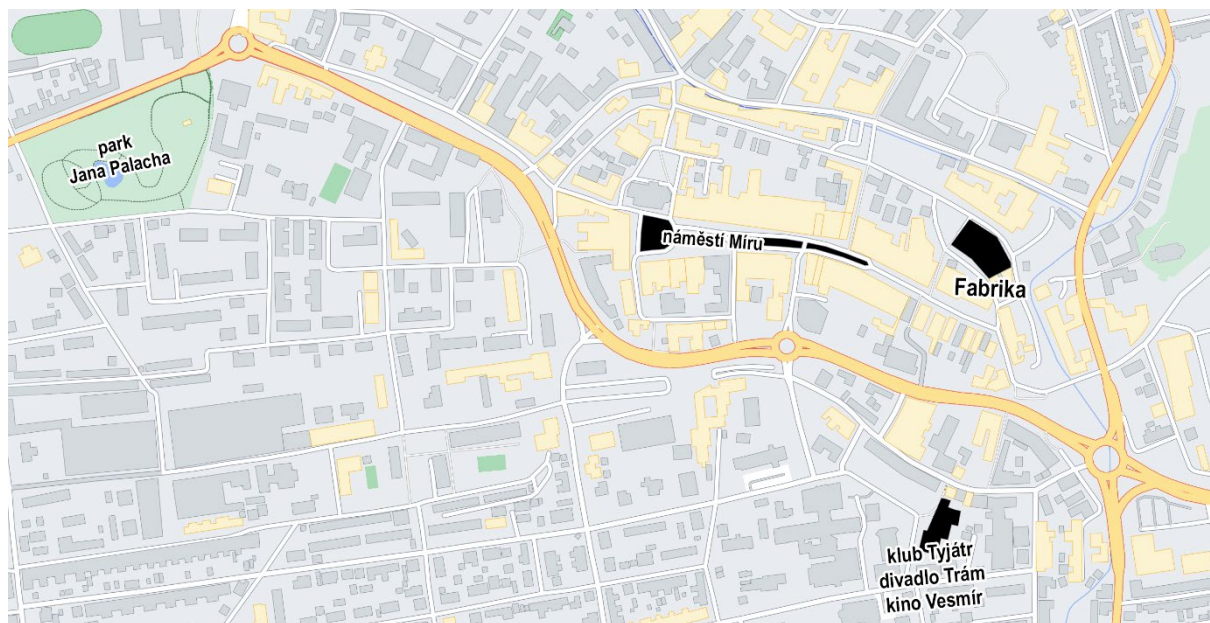 park
Jana Palacha
náměstí Míru
Fabrika
klub Tyjátr
divadlo Trám
kino Vesmír